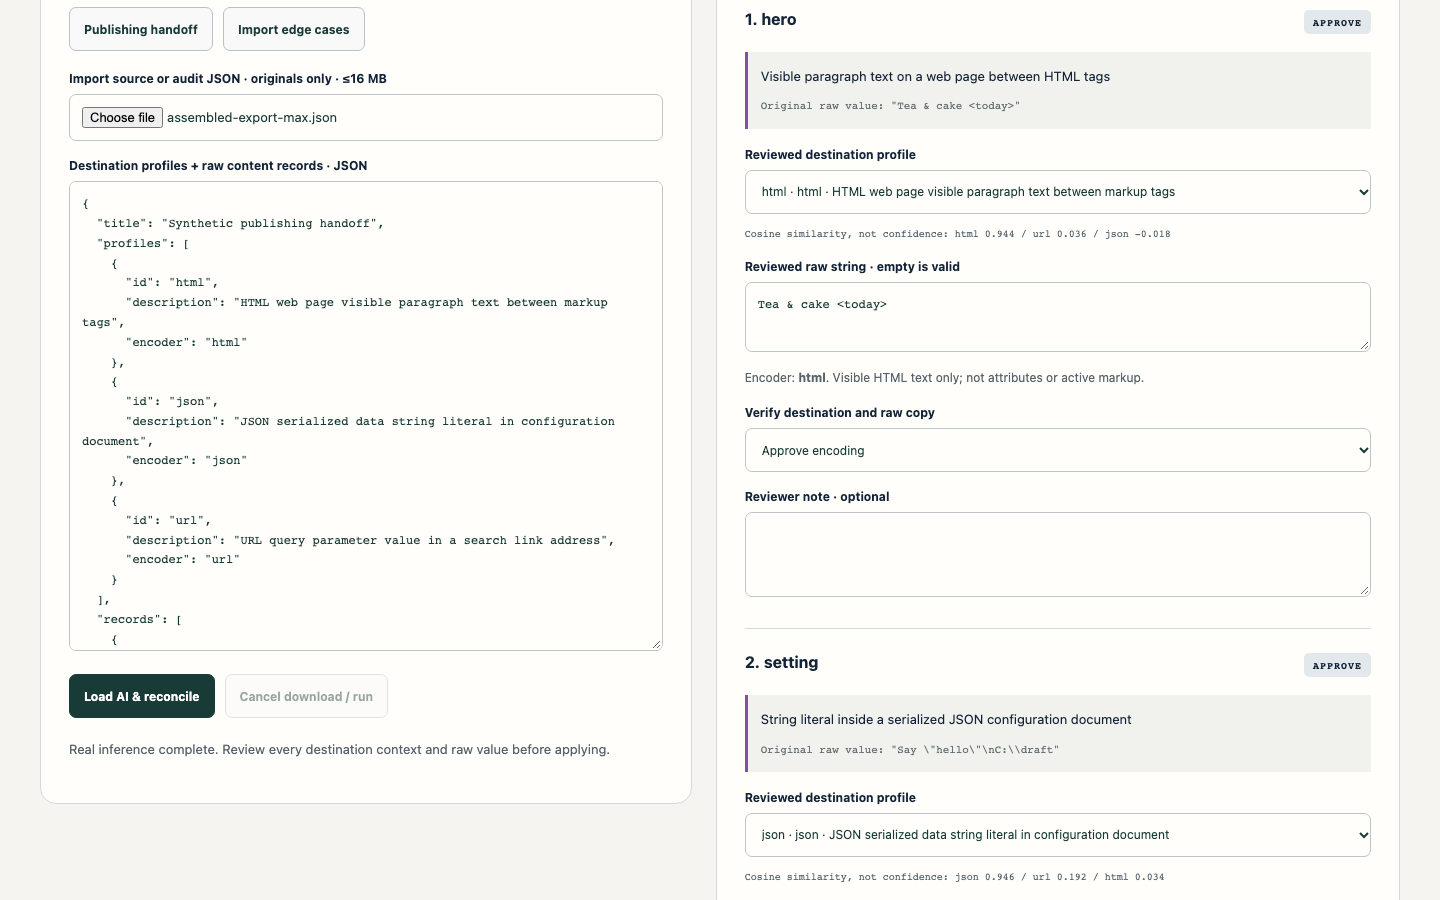 Publishing handoff
Import edge cases
Import source or audit JSON · originals only · ≤16 MB
Choose file assembled-export-max.json
Destination profiles + raw content records · JSON
{
  "title": "Synthetic publishing handoff",
  "profiles": [
    {
      "id": "html",
      "description": "HTML web page visible paragraph text between markup
tags",
      "encoder": "html"
    },
    {
      "id": "json",
      "description": "JSON serialized data string literal in configuration
document",
      "encoder": "json"
    },
    {
      "id": "url",
      "description": "URL query parameter value in a search link address",
      "encoder": "url"
    }
  ],
  "records": [
    {
Load AI & reconcile
Cancel download / run
Real inference complete. Review every destination context and raw value before applying.
1. hero
APPROVE
Visible paragraph text on a web page between HTML tags
Original raw value: "Tea & cake <today>"
Reviewed destination profile
html · html · HTML web page visible paragraph text between markup tags
Cosine similarity, not confidence: html 0.944 / url 0.036 / json -0.018
Reviewed raw string · empty is valid
Tea & cake <today>
Encoder: html. Visible HTML text only; not attributes or active markup.
Verify destination and raw copy
Approve encoding
Reviewer note · optional
2. setting
APPROVE
String literal inside a serialized JSON configuration document
Original raw value: "Say \"hello\"\nC:\\draft"
Reviewed destination profile
json · json · JSON serialized data string literal in configuration document
Cosine similarity, not confidence: json 0.946 / url 0.192 / html 0.034